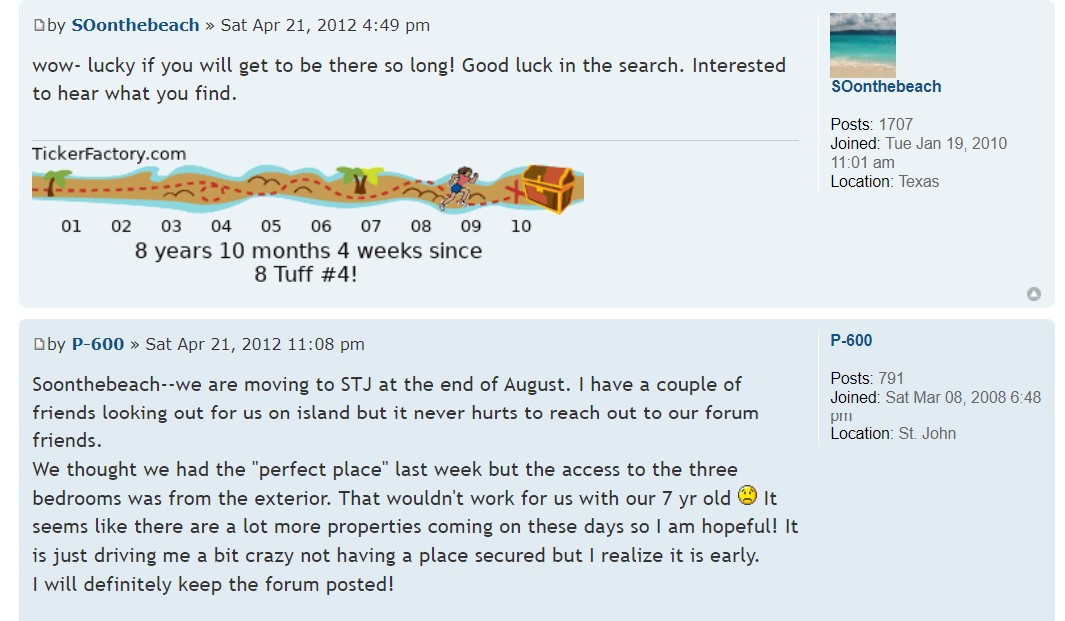 by SOonthebeach » Sat Apr 21, 2012 4:49 pm
wow- lucky if you will get to be there so long! Good luck in the search. Interested
to hear what you find.
TickerFactory.com
01 02 03 04 05 06 07 08 09 10
8 years 10 months 4 weeks since
8 Tuff #4!
SOonthebeach
Posts: 1707
Joined: Tue Jan 19, 2010
11:01 am
Location: Texas
by P-600 » Sat Apr 21, 2012 11:08 pm
Soonthebeach--we are moving to STJ at the end of August. I have a couple of
friends looking out for us on island but it never hurts to reach out to our forum
friends.
We thought we had the "perfect place" last week but the access to the three
bedrooms was from the exterior. That wouldn't work for us with our 7 yr old It
seems like there are a lot more properties coming on these days so I am hopeful! It
is just driving me a bit crazy not having a place secured but I realize it is early.
I will definitely keep the forum posted!
P-600
Posts: 791
Joined: Sat Mar 08, 2008 6:48
pm
Location: St. John